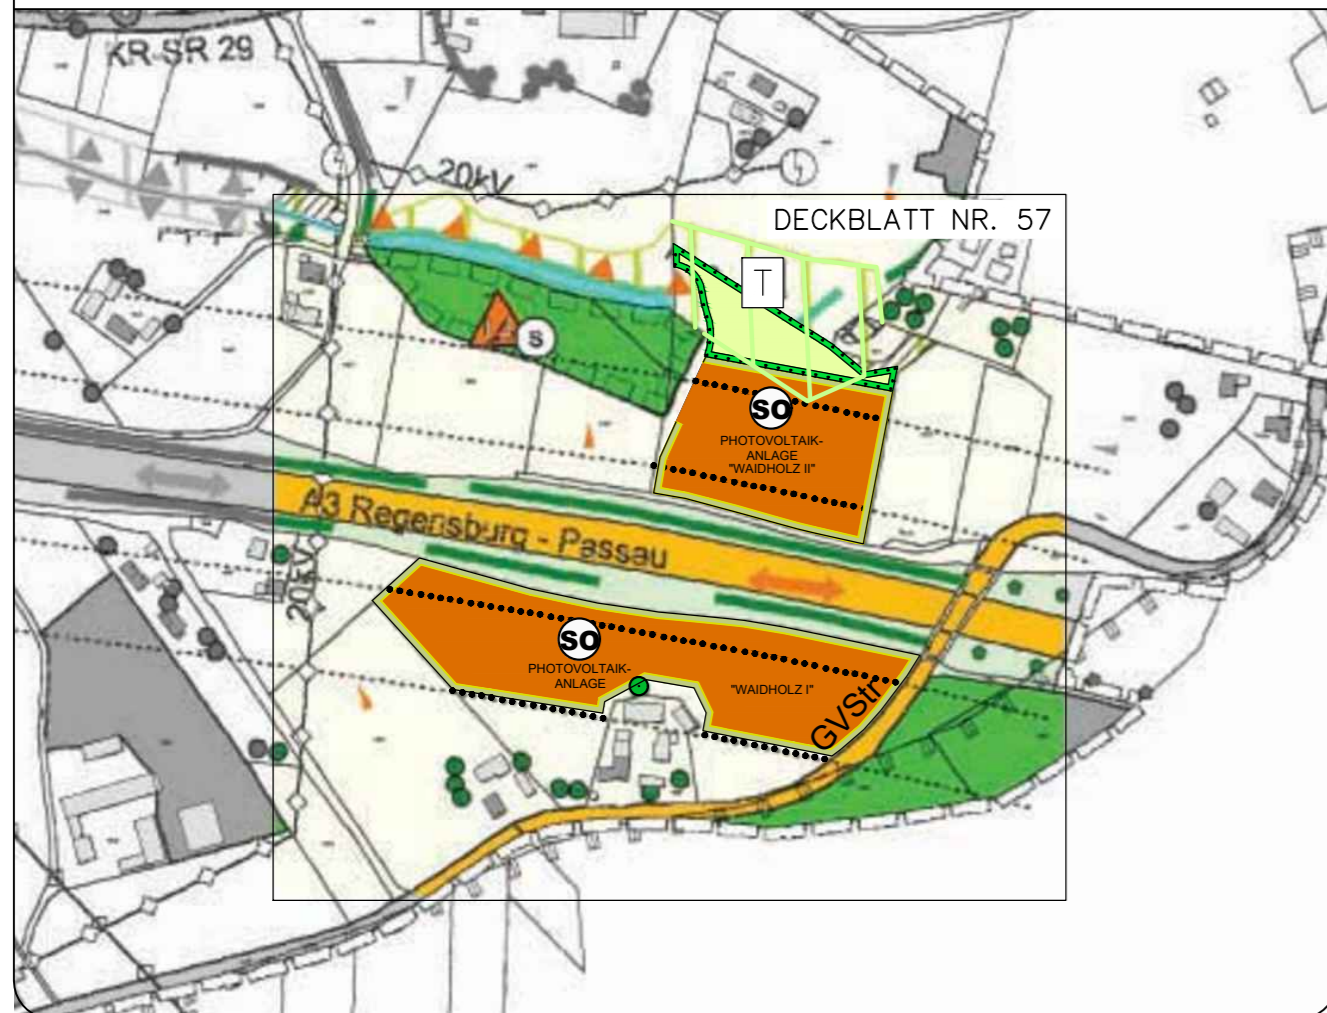 KR-SR 29
20kV
DECKBLATT NR. 57
T
S
SO
PHOTOVOLTAIK-
ANLAGE
"WAIDHOLZ II"
A3 Regensburg - Passau
20kV
SO
PHOTOVOLTAIK-
ANLAGE
"WAIDHOLZ I"
GVStr